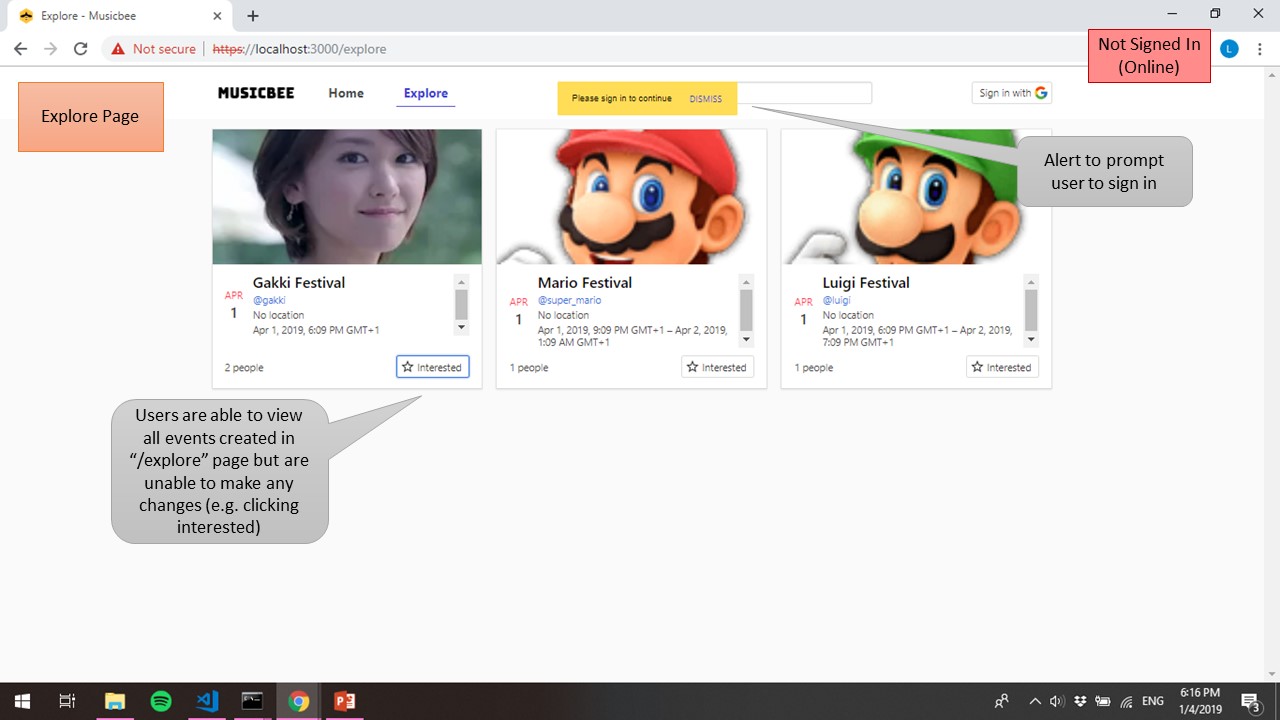 Explore - Musicbee
Not secure
https://localhost:3000/explore
L
Not Signed In
(Online)
Explore Page
MUSICBEE
Home
Explore
Please sign in to continue
DISMISS
Sign in with
Alert to prompt
user to sign in
APR
1
Gakki Festival
@gakki
No location
Apr 1, 2019, 6:09 PM GMT+1
2 people
Interested
APR
1
Mario Festival
@super_mario
No location
Apr 1, 2019, 9:09 PM GMT+1 – Apr 2, 2019,
1:09 AM GMT+1
1 people
Interested
APR
1
Luigi Festival
@luigi
No location
Apr 1, 2019, 6:09 PM GMT+1 – Apr 2, 2019,
7:09 PM GMT+1
1 people
Interested
Users are able to view
all events created in
“/explore” page but are
unable to make any
changes (e.g. clicking
interested)
ENG
6:16 PM
1/4/2019
3